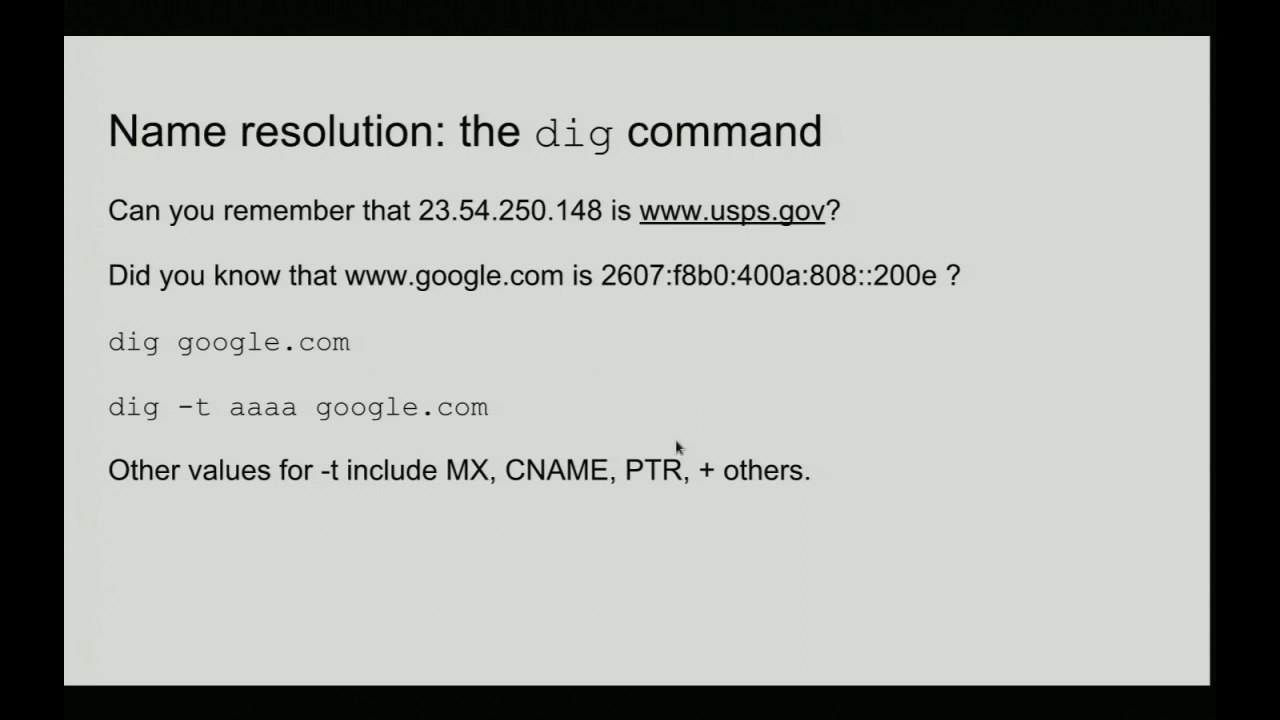 Name resolution: the dig command
Can you remember that 23.54.250.148 is www.usps.gov?
Did you know that www.google.com is 2607:f8b0:400a:808::200e ?
dig google.com
dig -t aaaa google.com
Other values for -t include MX, CNAME, PTR, + others.